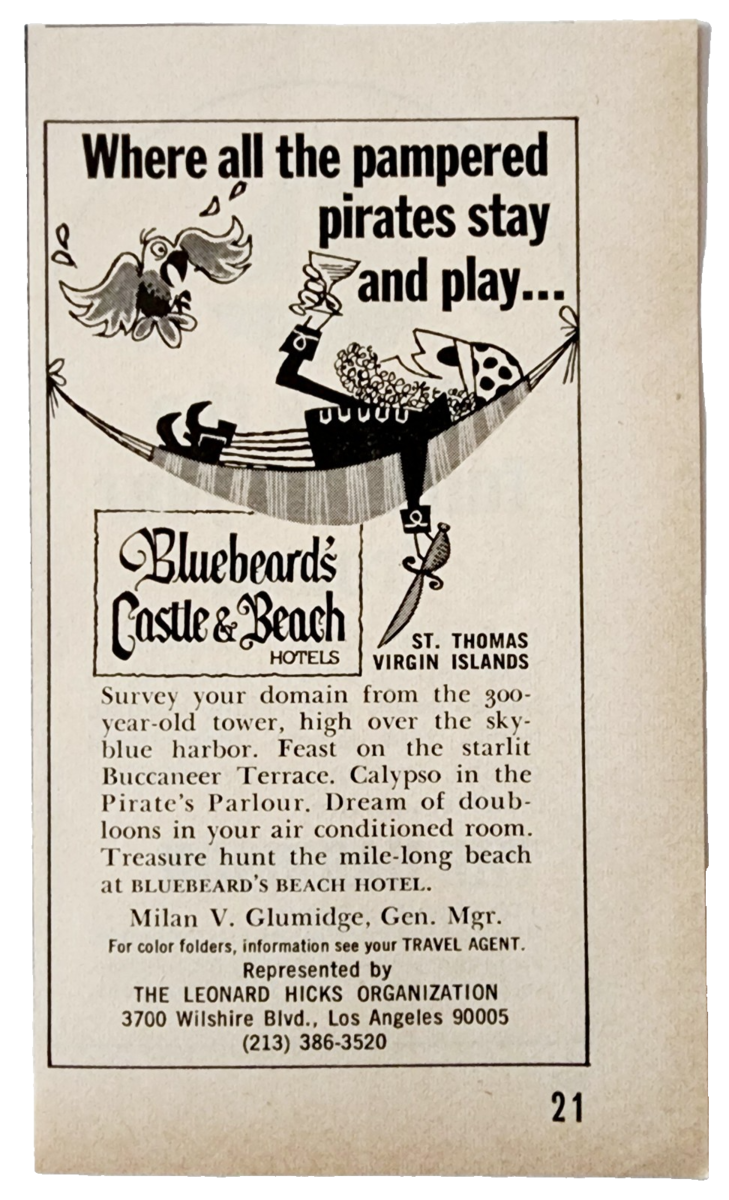 Where all the pampered
pirates stay
and play...
Bluebeard's
Castle & Beach
HOTELS
ST. THOMAS
VIRGIN ISLANDS
Survey your domain from the 300-
year-old tower, high over the sky-
blue harbor. Feast on the starlit
Buccaneer Terrace. Calypso in the
Pirate's Parlour. Dream of doub-
loons in your air conditioned room.
Treasure hunt the mile-long beach
at BLUEBEARD'S BEACH HOTEL.
Milan V. Glumidge, Gen. Mgr.
For color folders, information see your TRAVEL AGENT.
Represented by
THE LEONARD HICKS ORGANIZATION
3700 Wilshire Blvd., Los Angeles 90005
(213) 386-3520
21